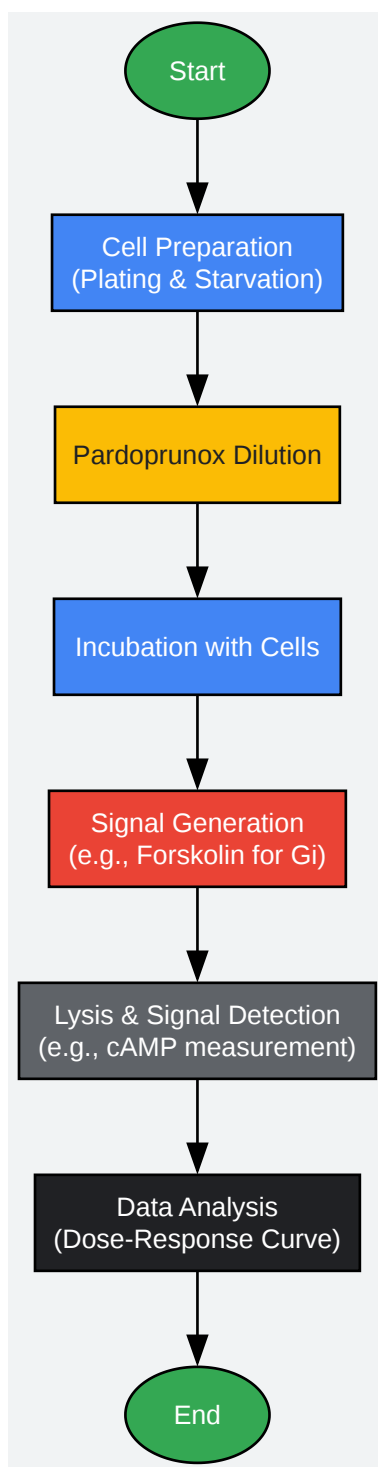 Start
Cell Preparation
(Plating & Starvation)
Pardoprunox Dilution
Incubation with Cells
Signal Generation
(e.g., Forskolin for Gi)
Lysis & Signal Detection
(e.g., cAMP measurement)
Data Analysis
(Dose-Response Curve)
End